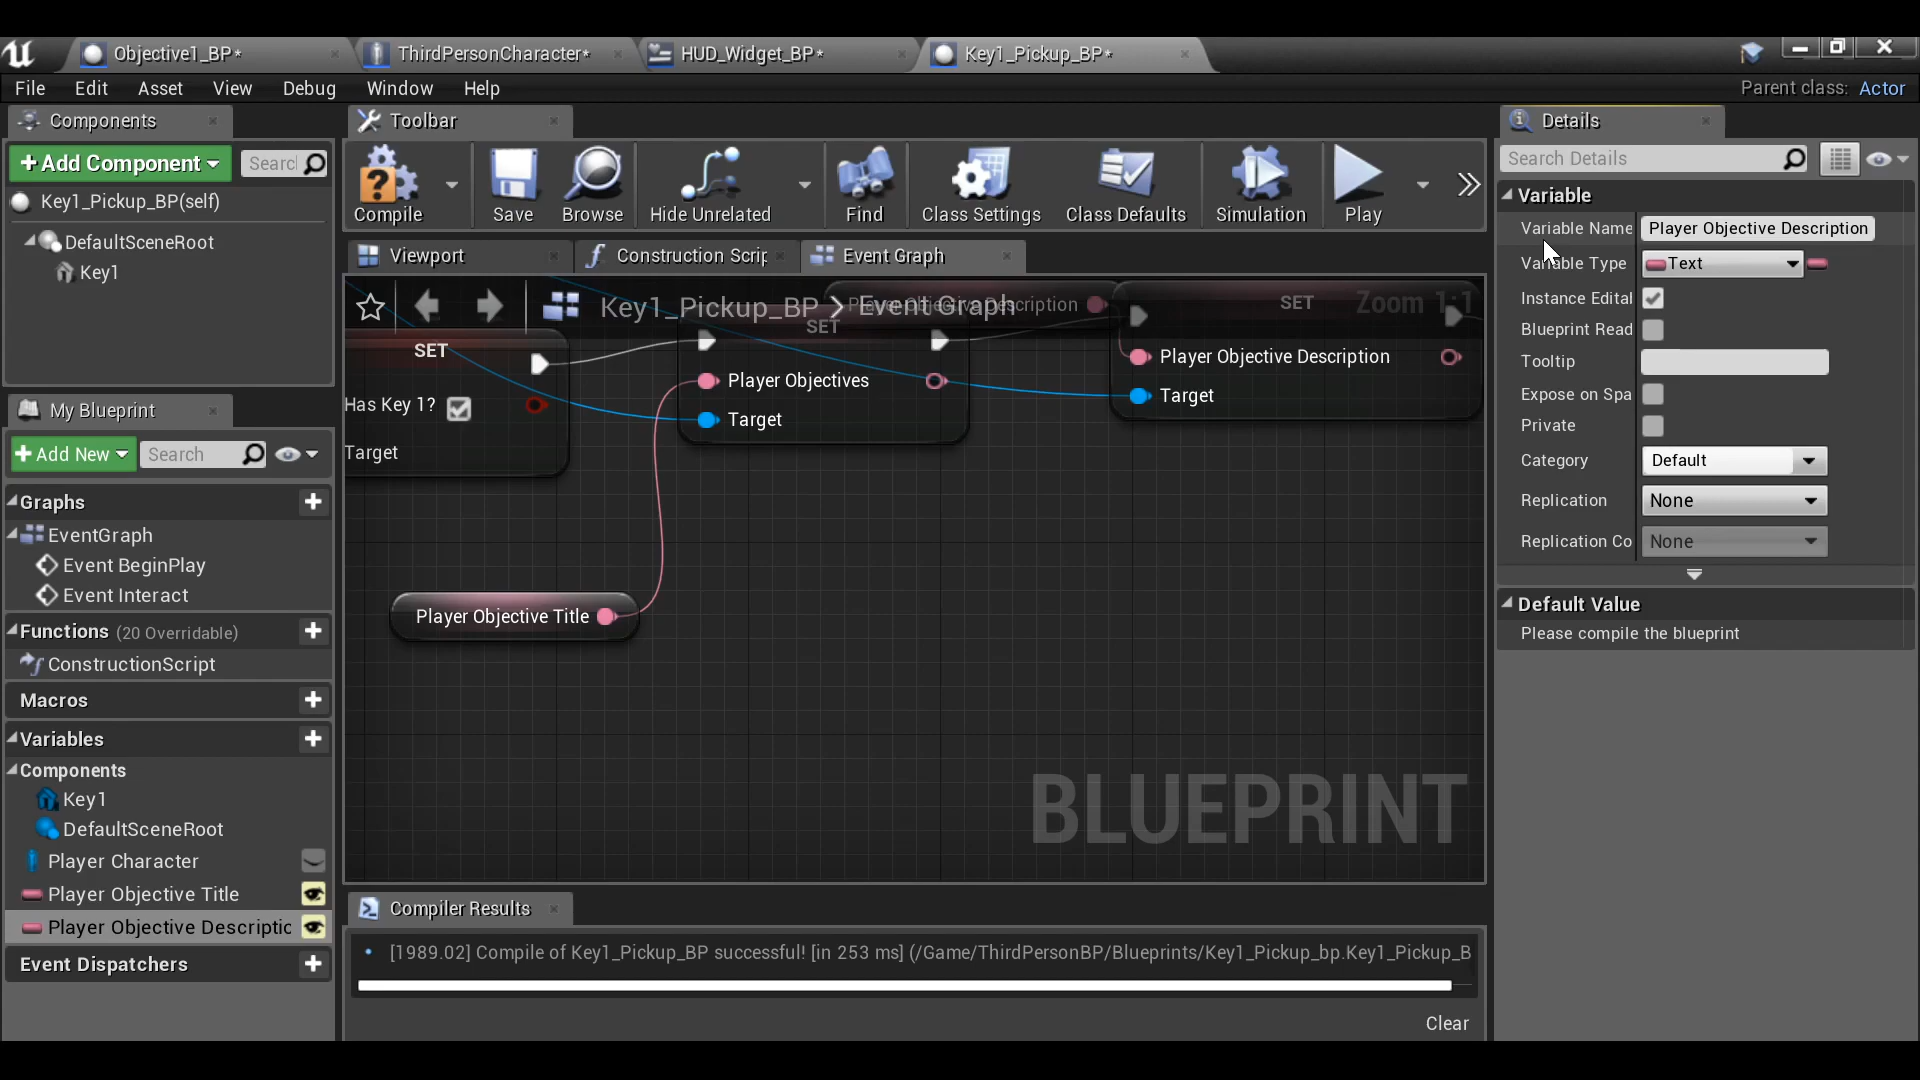 Objective1_BP*
ThirdPersonCharacter*
HUD_Widget_BP*
Key1_Pickup_BP*
File Edit Asset View Debug Window Help
Parent class: Actor
Components
Toolbar
Details
+ Add Component
Searcl
Compile
Save
Browse
Hide Unrelated
Find
Class Settings
Class Defaults
Simulation
Play
Search Details
Key1_Pickup_BP(self)
DefaultSceneRoot
Key1
Variable
Variable Name
Player Objective Description
Variable Type
Text
Instance Edital
Blueprint Read
Tooltip
Expose on Spa
Private
Category
Default
Replication
None
Replication Co
None
Default Value
Please compile the blueprint
Viewport
Construction Scrip
Event Graph
Key1_Pickup_BP > Event Graph
Zoom 1:1
Player Objective Description
SET
Has Key 1?
Target
SET
Player Objectives
Target
SET
Player Objective Description
Target
Player Objective Title
BLUEPRINT
My Blueprint
+ Add New
Search
Graphs
EventGraph
Event BeginPlay
Event Interact
Functions (20 Overridable)
ConstructionScript
Macros
Variables
Components
Key1
DefaultSceneRoot
Player Character
Player Objective Title
Player Objective Descriptic
Event Dispatchers
Compiler Results
[1989.02] Compile of Key1_Pickup_BP successful! [in 253 ms] (/Game/ThirdPersonBP/Blueprints/Key1_Pickup_bp.Key1_Pickup_B
Clear